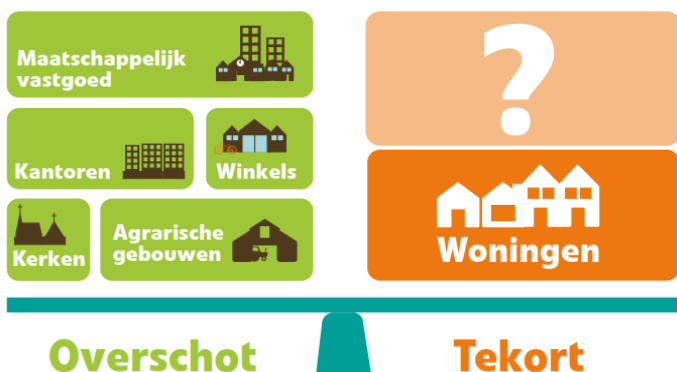 Maatschappelijk
vastgoed
Kantoren
Winkels
Kerken
Agrarische
gebouwen
?
Woningen
Overschot
Tekort